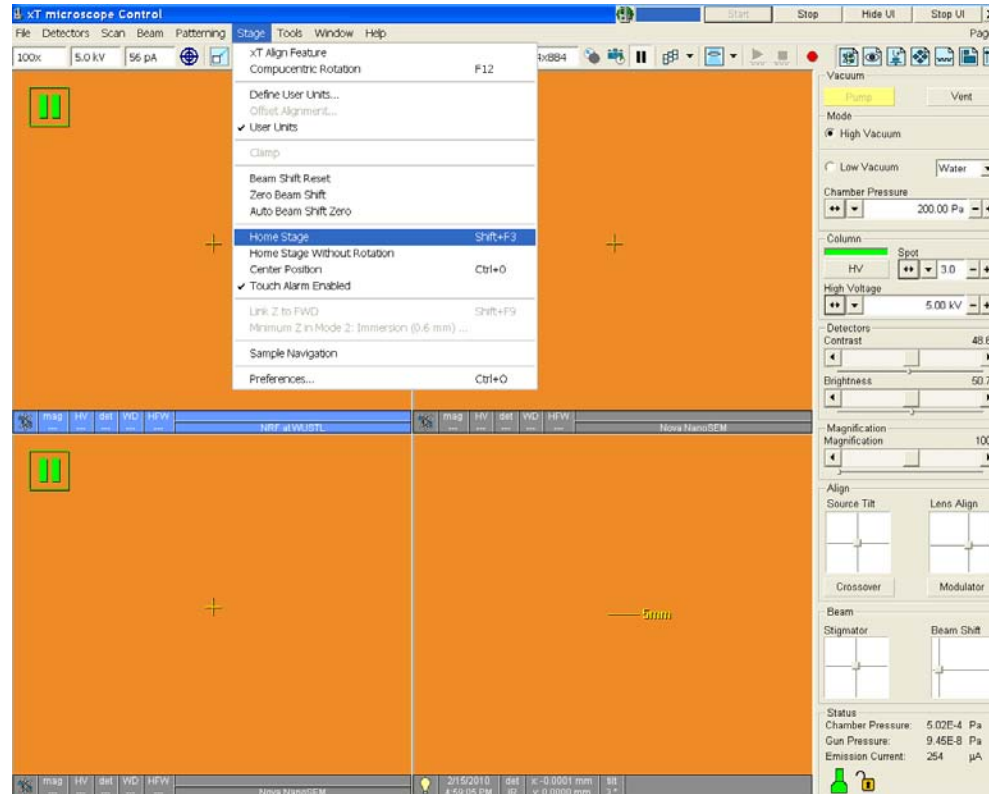 xT microscope Control
Start Stop Hide UI Stop UI
File Detectors Scan Beam Patterning Stage Tools Window Help
100x 5.0 kV 56 pA
xT Align Feature
Compucentric Rotation F12
Define User Units...
Offset Alignment...
User Units
Clamp
Beam Shift Reset
Zero Beam Shift
Auto Beam Shift Zero
Home Stage Shift+F3
Home Stage Without Rotation
Center Position Ctrl+0
Touch Alarm Enabled
Link Z to FWD Shift+F9
Minimum Z in Mode 2: Immersion (0.6 mm) ...
Sample Navigation
Preferences... Ctrl+O
mag HV det WD HFW
--- --- --- --- ---
NRF at WUSTL
mag HV det WD HFW
--- --- --- --- ---
Nova NanoSEM
5mm
mag HV det WD HFW
Nova NanoSEM
2/15/2010 det x: -0.0001 mm tilt
4:59:05 PM IR y: 0.0000 mm 3 °
Vacuum
Pump Vent
Mode
High Vacuum
Low Vacuum Water
Chamber Pressure
200.00 Pa
Column
Spot
HV 3.0
High Voltage
5.00 kV
Detectors
Contrast
Brightness
Magnification
Magnification
Align
Source Tilt Lens Align
Crossover Modulator
Beam
Stigmator Beam Shift
Status
Chamber Pressure: 5.02E-4 Pa
Gun Pressure: 9.45E-8 Pa
Emission Current: 254 µA